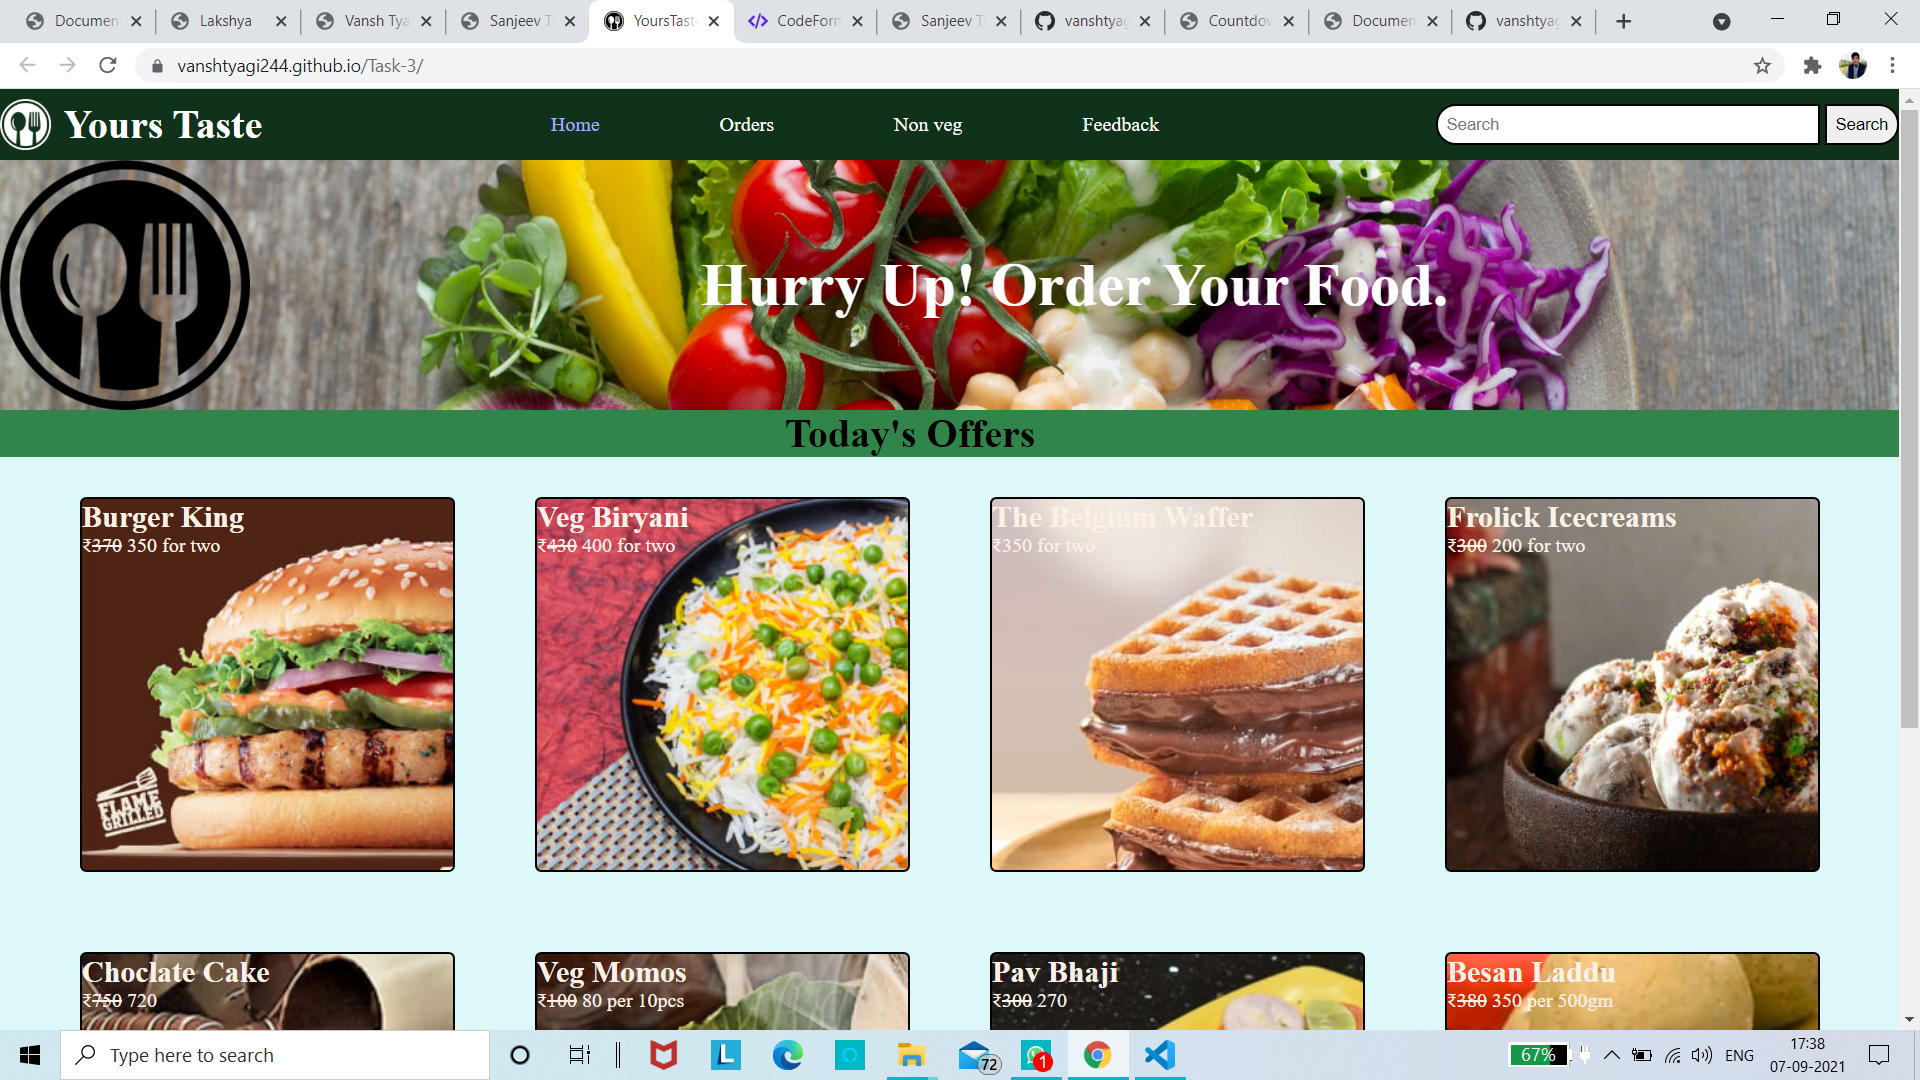 Documen Lakshya Vansh Tya Sanjeev T YoursTaste CodeForm Sanjeev T vanshtyag Countdov Documen vanshtyag
vanshtyagi244.github.io/Task-3/
Yours Taste Home Orders Non veg Feedback Search Search
Hurry Up! Order Your Food.
Today's Offers
Burger King
₹370 350 for two
FLAME
GRILLED
Veg Biryani
₹430 400 for two
The Belgium Waffer
₹350 for two
Frolick Icecreams
₹300 200 for two
Choclate Cake
₹750 720
Veg Momos
₹100 80 per 10pcs
Pav Bhaji
₹300 270
Besan Laddu
₹380 350 per 500gm
Type here to search L 72 1 67% ENG 17:38
07-09-2021